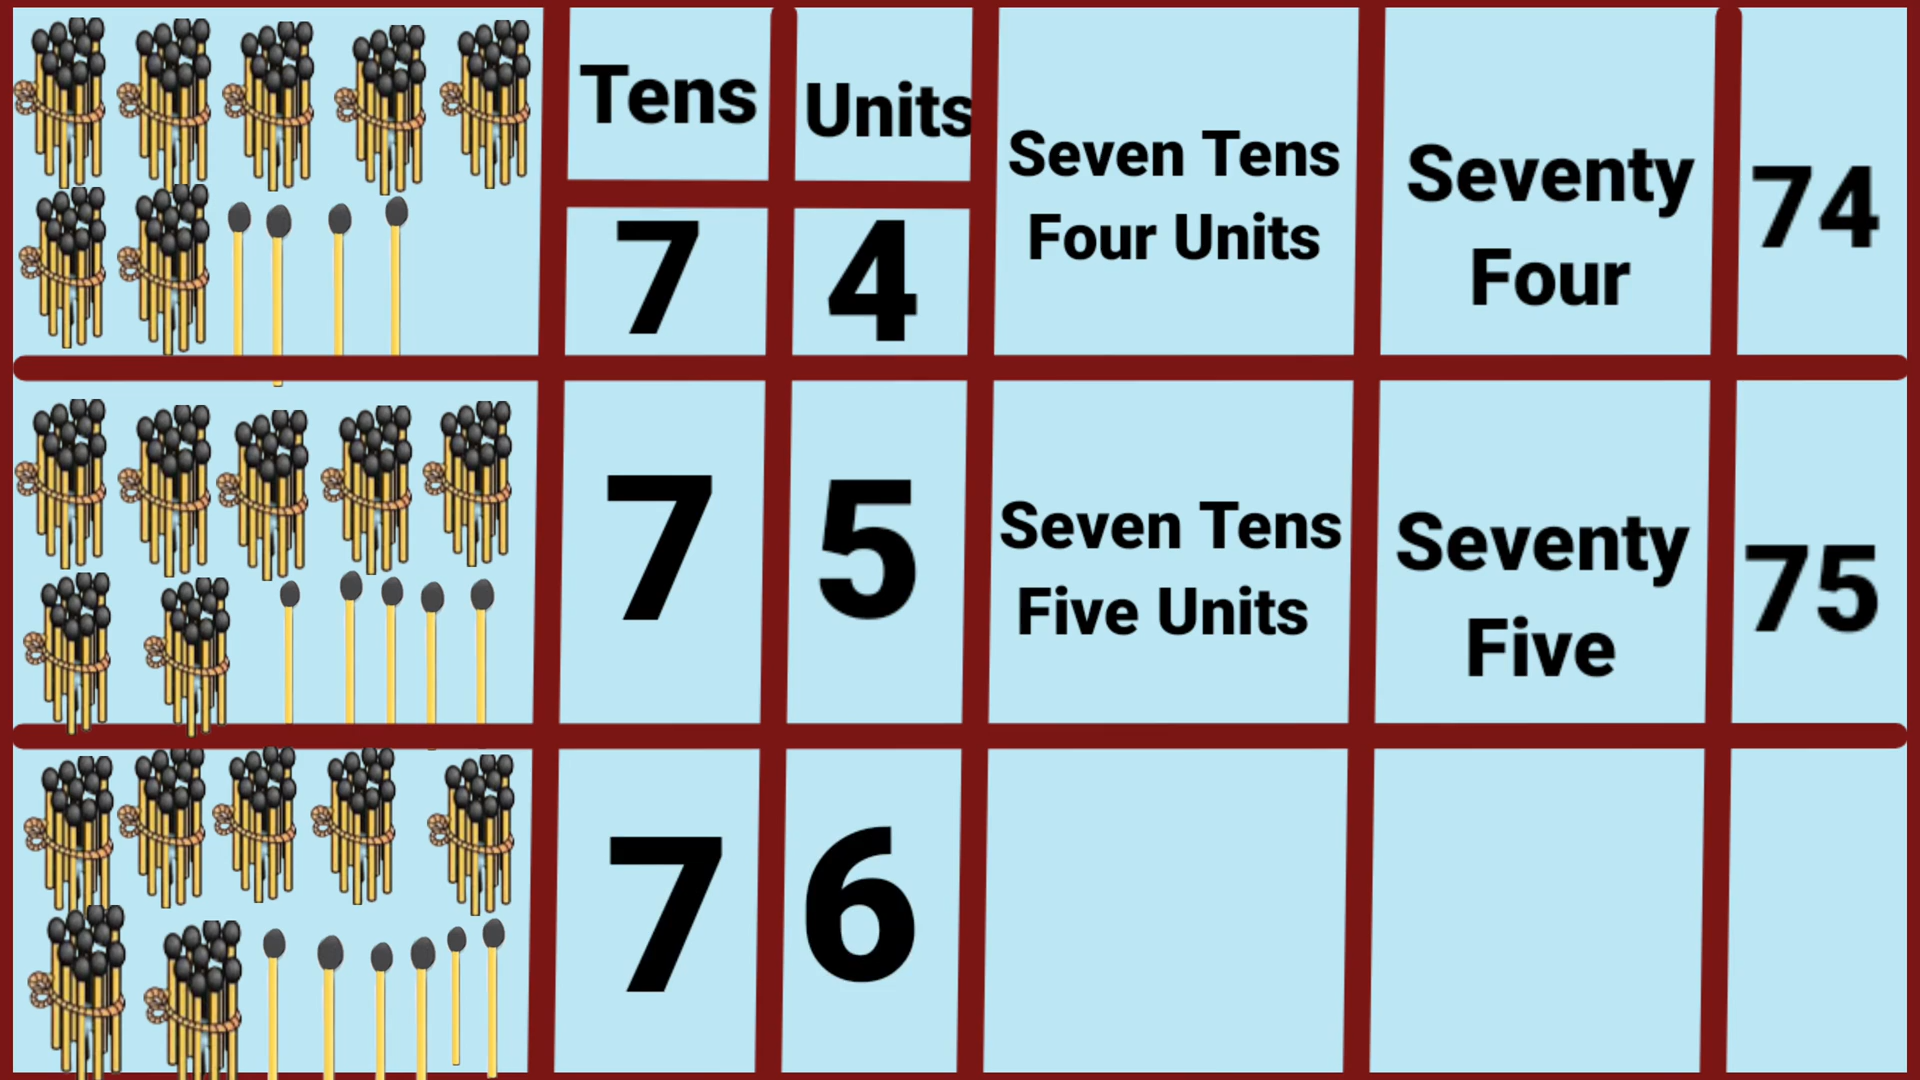 Tens
Units
7
4
Seven Tens
Four Units
Seventy
Four
74
7
5
Seven Tens
Five Units
Seventy
Five
75
7
6